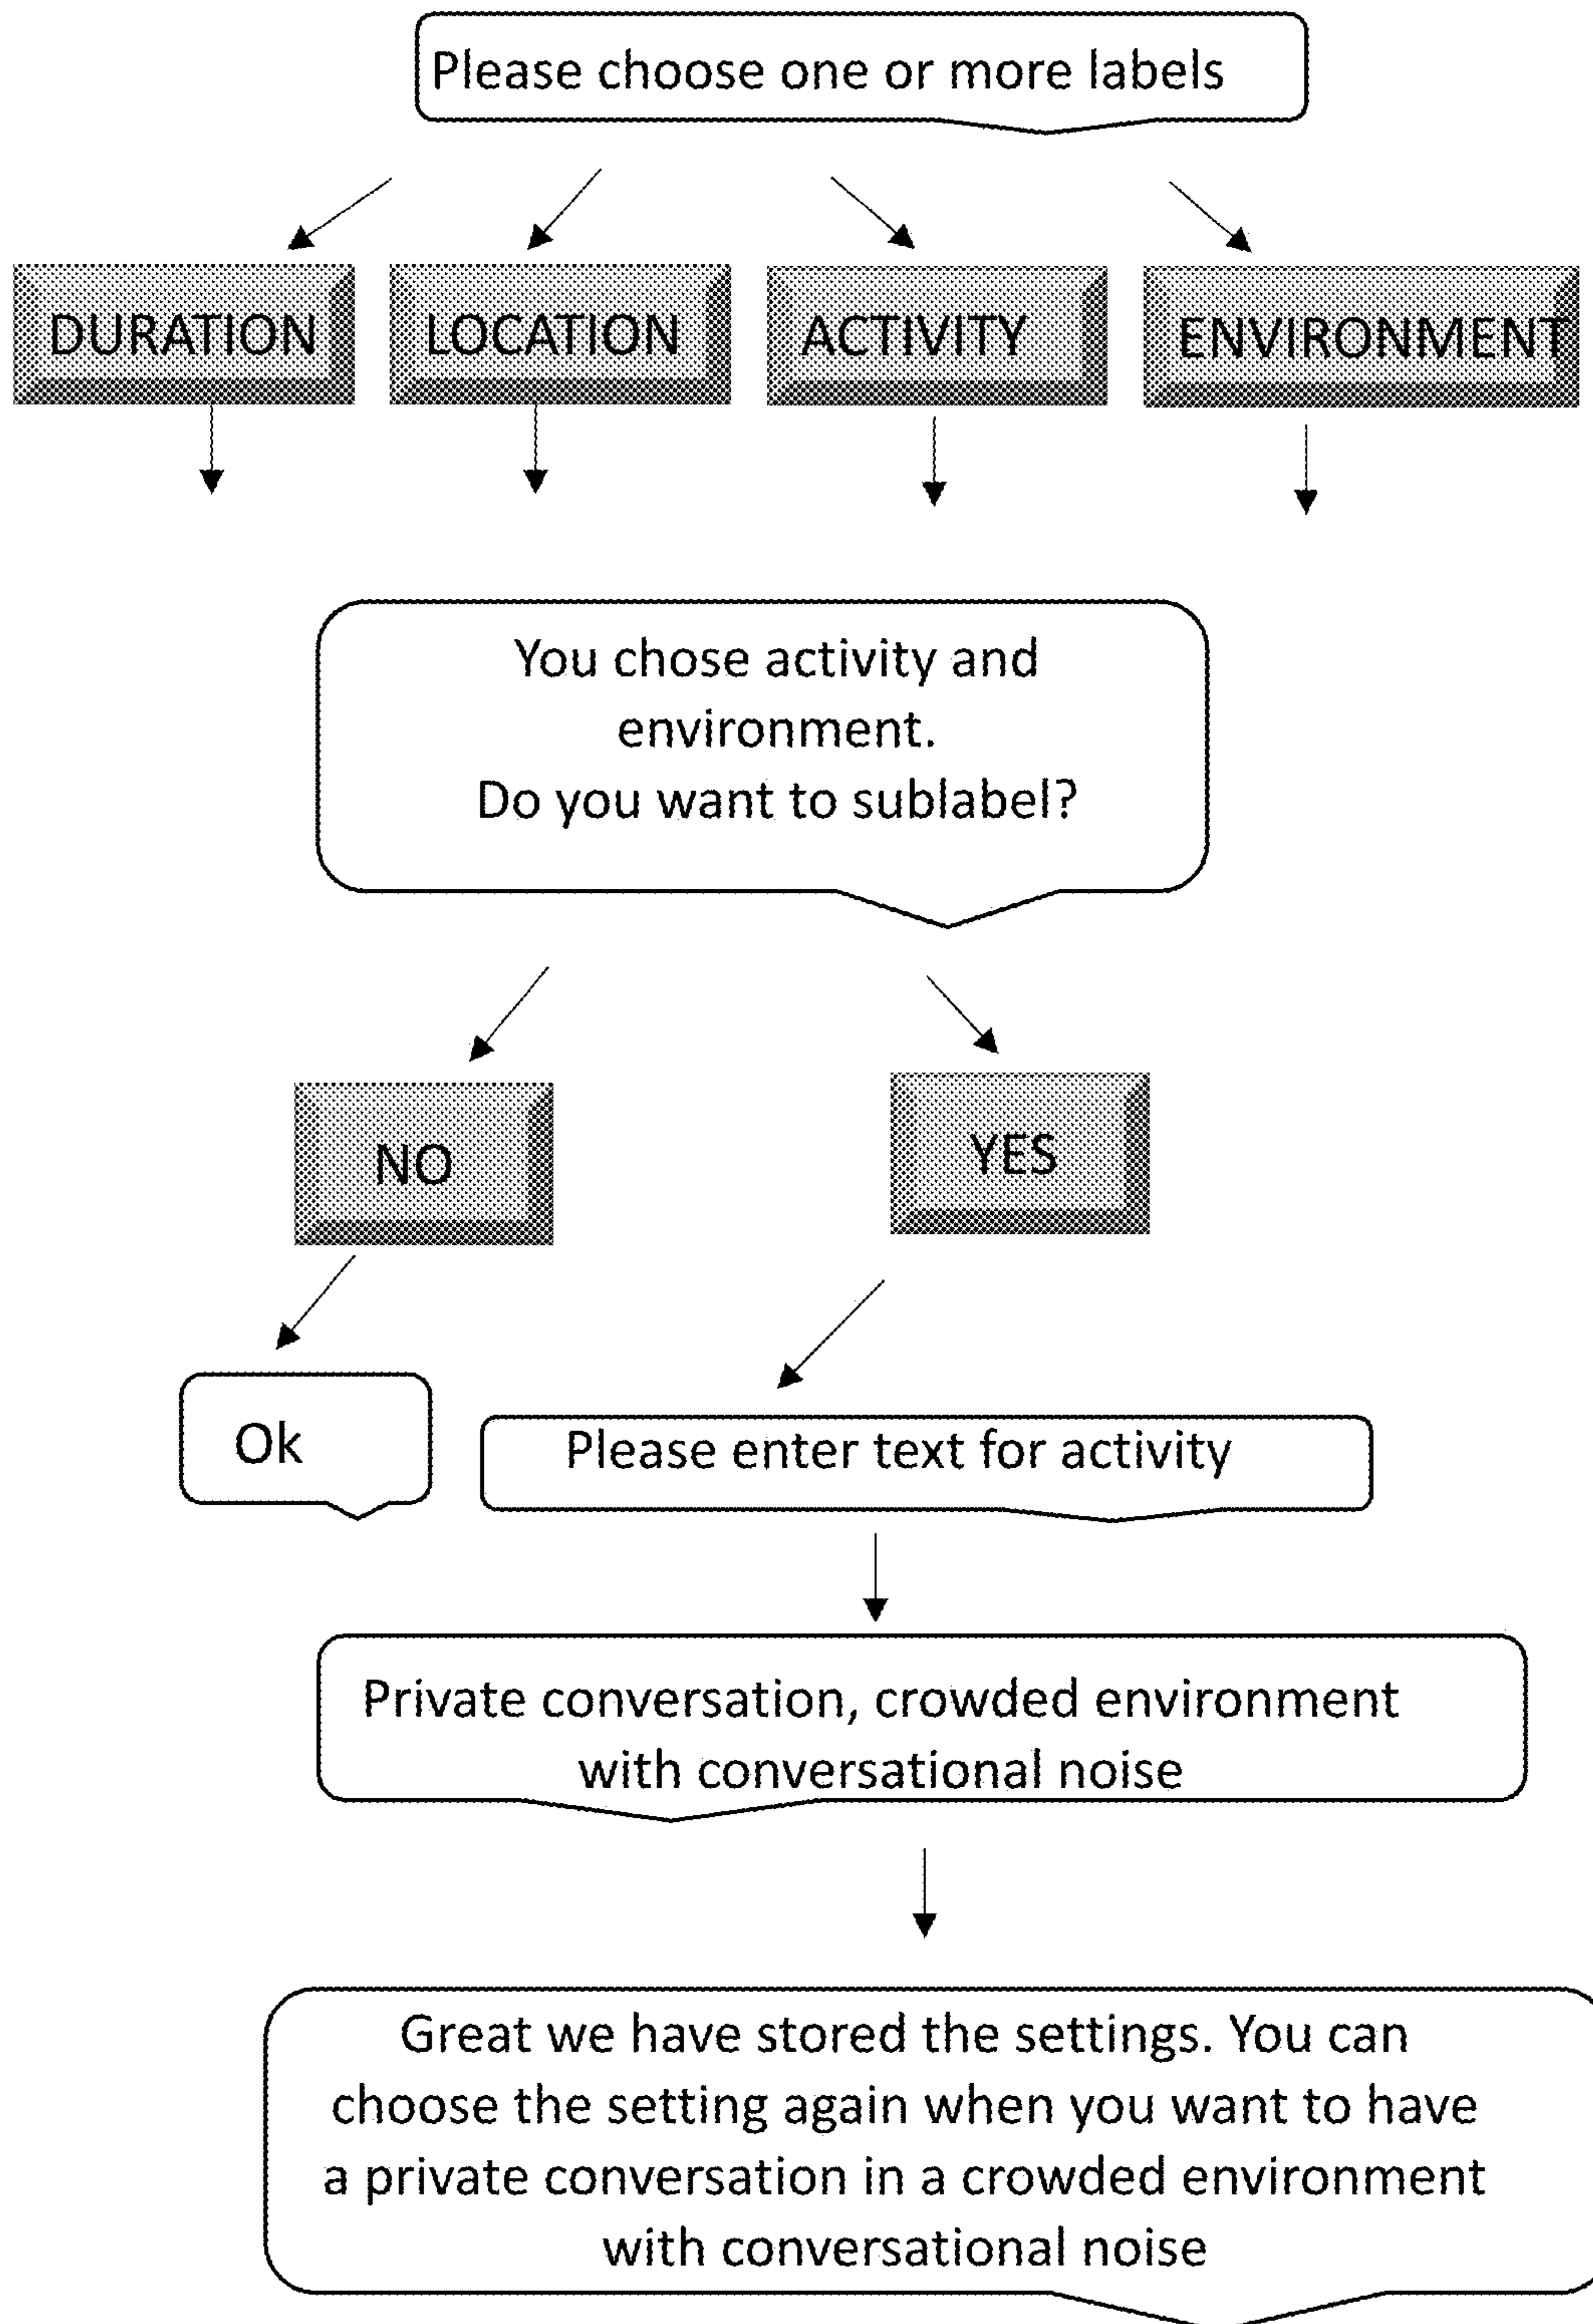 Please choose one or more labels
DURATION
LOCATION
ACTIVITY
ENVIRONMENT
You chose activity and
environment.
Do you want to sublabel?
NO
YES
Ok
Please enter text for activity
Private conversation, crowded environment
with conversational noise
Great we have stored the settings. You can
choose the setting again when you want to have
a private conversation in a crowded environment
with conversational noise